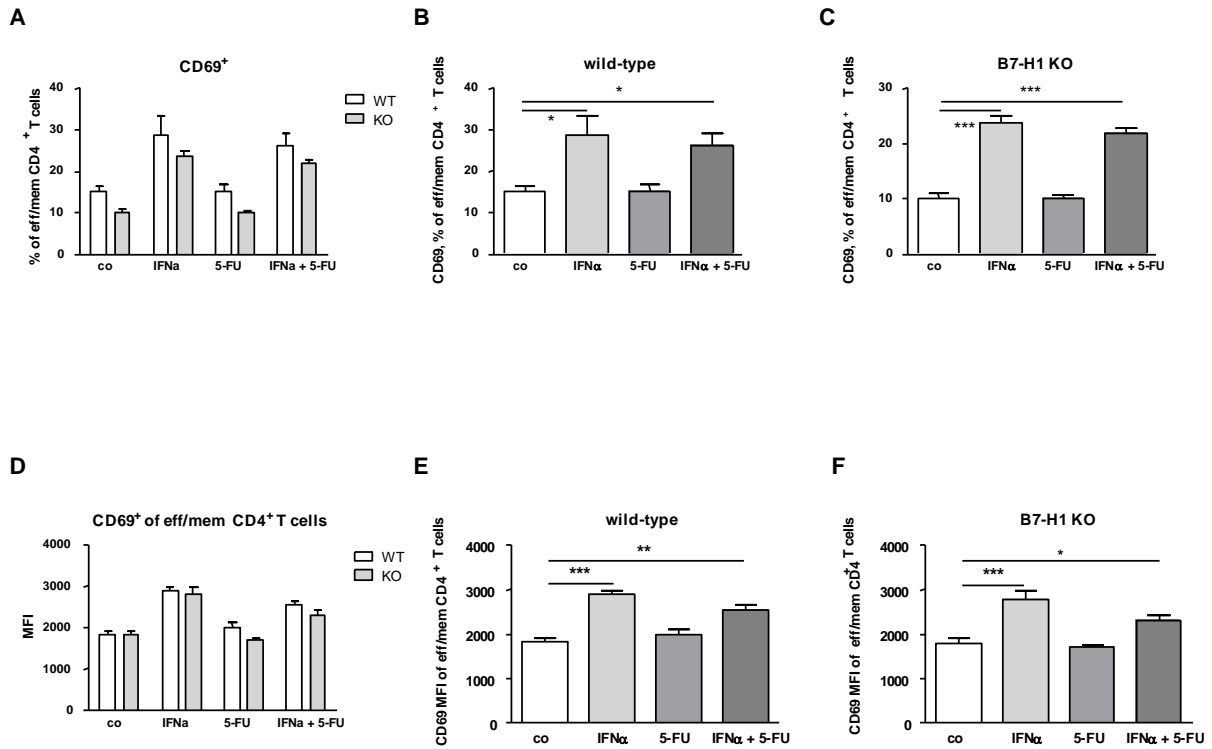 A
CD69+
% of eff/mem CD4 + T cells
40
30
20
10
0
co IFNa 5-FU IFNa + 5-FU
WT
KO
B
wild-type
CD69, % of eff/mem CD4 + T cells
40
30
20
10
0
*
*
co IFNα 5-FU IFNα + 5-FU
C
B7-H1 KO
CD69, % of eff/mem CD4 + T cells
30
20
10
0
***
***
co IFNα 5-FU IFNα + 5-FU
D
CD69+ of eff/mem CD4+ T cells
MFI
4000
3000
2000
1000
0
co IFNa 5-FU IFNa + 5-FU
WT
KO
E
wild-type
CD69 MFI of eff/mem CD4 + T cells
4000
3000
2000
1000
0
**
***
co IFNα 5-FU IFNα + 5-FU
F
B7-H1 KO
CD69 MFI of eff/mem CD4+ T cells
4000
3000
2000
1000
0
*
***
co IFNα 5-FU IFNα + 5-FU